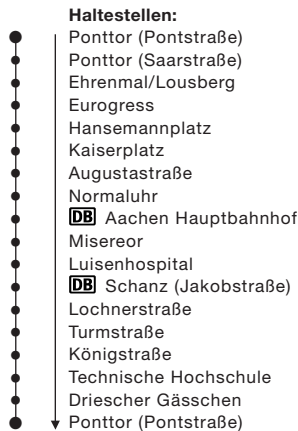 Haltestellen:
Ponttor (Pontstraße)
Ponttor (Saarstraße)
Ehrenmal/Lousberg
Eurogress
Hansemannplatz
Kaiserplatz
Augustastraße
Normaluhr
DB Aachen Hauptbahnhof
Misereor
Luisenhospital
DB Schanz (Jakobstraße)
Lochnerstraße
Turmstraße
Königstraße
Technische Hochschule
Driescher Gässchen
Ponttor (Pontstraße)